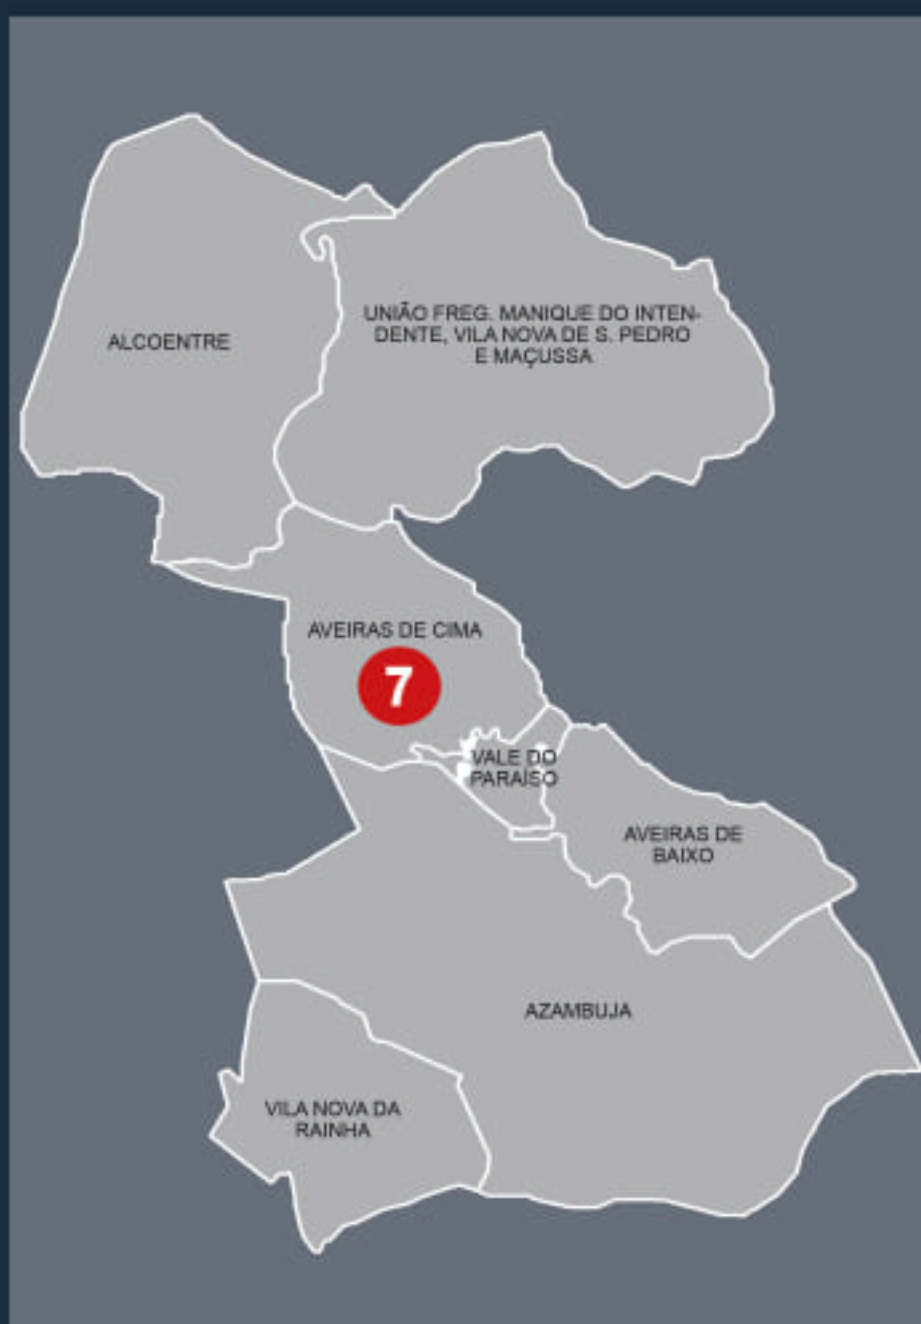 UNIÃO FREG. MANIQUE DO INTEN-
DENTE, VILA NOVA DE S. PEDRO
E MAÇUSSA
ALCOENTRE
AVEIRAS DE CIMA
7
VALE DO
PARAÍSO
AVEIRAS DE
BAIXO
AZAMBUJA
VILA NOVA DA
RAINHA